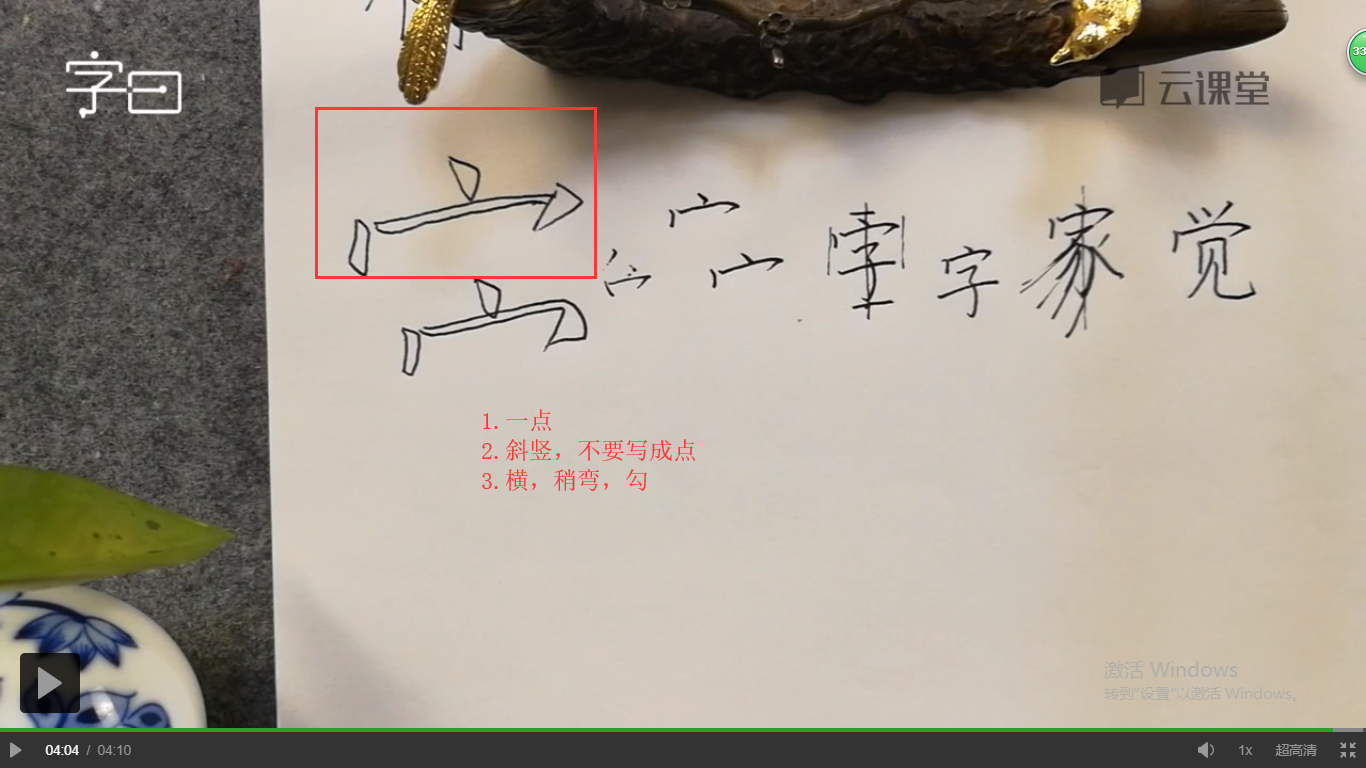 字曰
云课堂
33
宀
宀 宀 宀 字 字 家 觉
宀
1.一点
2.斜竖，不要写成点
3.横，稍弯，勾
激活 Windows
转到"设置"以激活 Windows。
04:04 / 04:10
1x
超高清